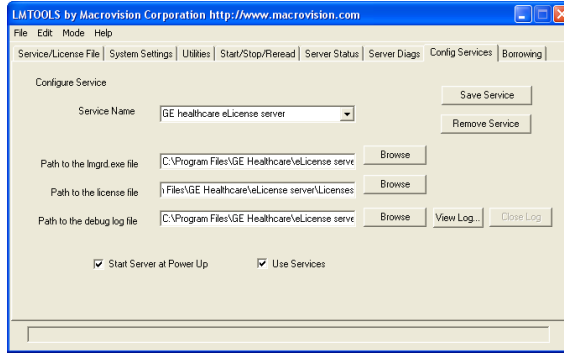 LMTOOLS by Macrovision Corporation http://www.macrovision.com
File Edit Mode Help
Service/License File System Settings Utilities Start/Stop/Reread Server Status Server Diags Config Services Borrowing
Configure Service
Save Service
Service Name GE healthcare eLicense server
Remove Service
Path to the lmgrd.exe file C:\Program Files\GE Healthcare\eLicense serve Browse
Path to the license file Files\GE Healthcare\eLicense server\Licenses Browse
Path to the debug log file C:\Program Files\GE Healthcare\eLicense serve Browse View Log... Close Log
Start Server at Power Up Use Services